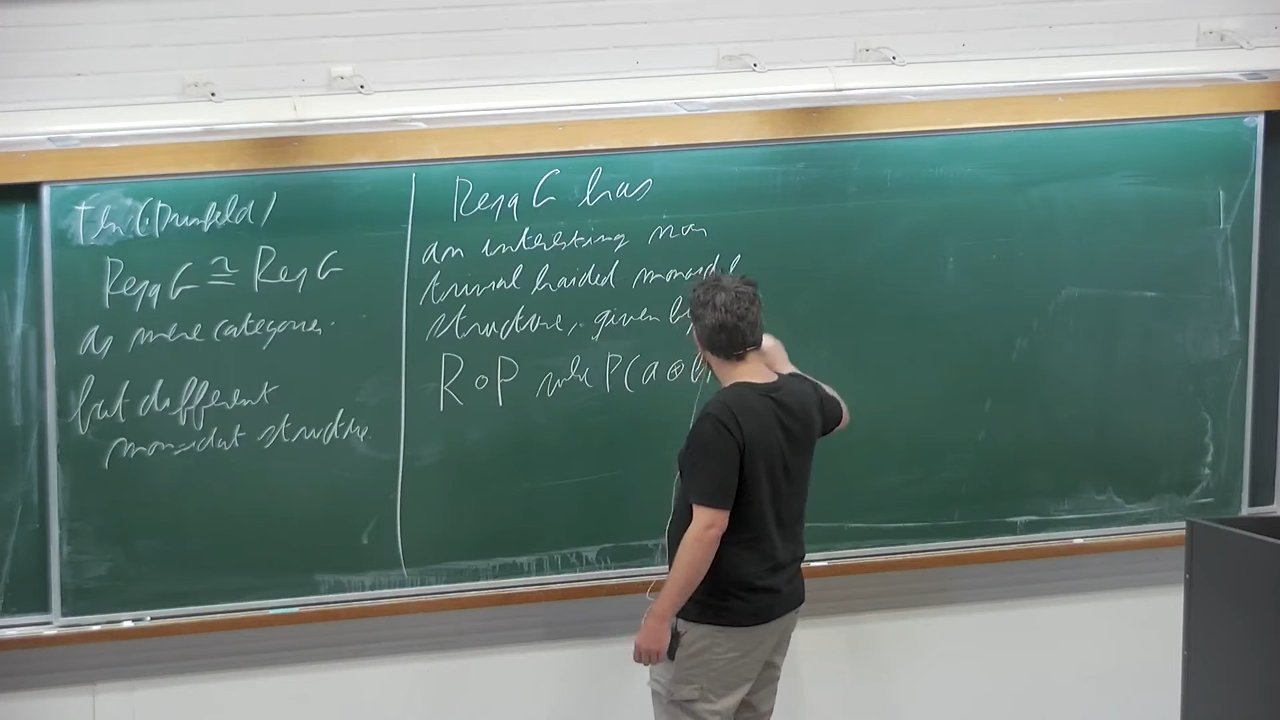 Thm (Drinfeld)
Rep_q G ≅ Rep G
as mere categories.
but different
monoidal structure.
Rep_q G has
an interesting non
trivial braided monoidal
structure, given by
R∘P where P(a⊗b